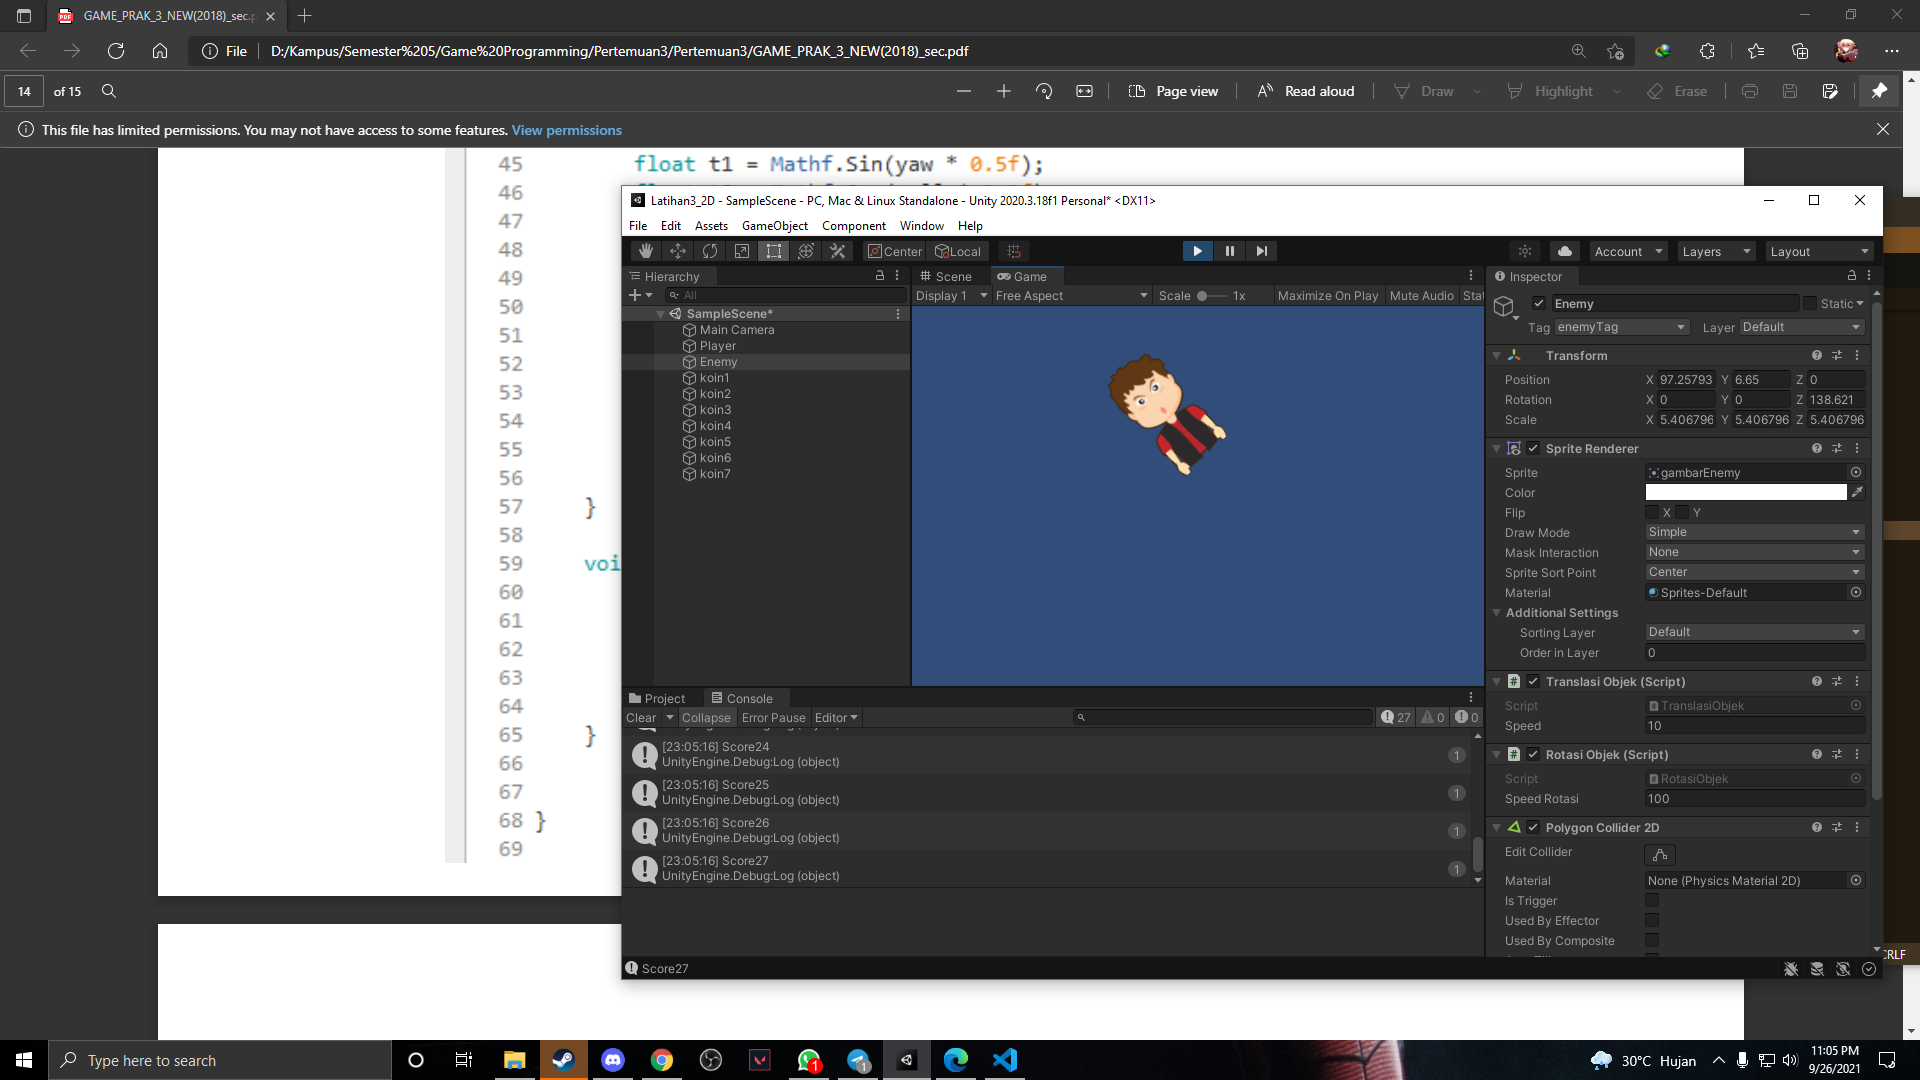 GAME_PRAK_3_NEW(2018)_sec.p
File D:/Kampus/Semester%205/Game%20Programming/Pertemuan3/Pertemuan3/GAME_PRAK_3_NEW(2018)_sec.pdf
14 of 15 Page view Read aloud Draw Highlight Erase
This file has limited permissions. You may not have access to some features. View permissions
45 float t1 = Mathf.Sin(yaw * 0.5f);
46
47
48
49
50
51
52
53
54
55
56
57 }
58
59 voi
60
61
62
63
64
65 }
66
67
68 }
69
Latihan3_2D - SampleScene - PC, Mac & Linux Standalone - Unity 2020.3.18f1 Personal* <DX11>
File Edit Assets GameObject Component Window Help
Center Local Account Layers Layout
Hierarchy
All
SampleScene*
Main Camera
Player
Enemy
koin1
koin2
koin3
koin4
koin5
koin6
koin7
Scene Game
Display 1 Free Aspect Scale 1x Maximize On Play Mute Audio Stat
Inspector
Enemy Static
Tag enemyTag Layer Default
Transform
Position X 97.25793 Y 6.65 Z 0
Rotation X 0 Y 0 Z 138.621
Scale X 5.406796 Y 5.406796 Z 5.406796
Sprite Renderer
Sprite gambarEnemy
Color
Flip X Y
Draw Mode Simple
Mask Interaction None
Sprite Sort Point Center
Material Sprites-Default
Additional Settings
Sorting Layer Default
Order in Layer 0
Translasi Objek (Script)
Script TranslasiObjek
Speed 10
Rotasi Objek (Script)
Script RotasiObjek
Speed Rotasi 100
Polygon Collider 2D
Edit Collider
Material None (Physics Material 2D)
Is Trigger
Used By Effector
Used By Composite
Project Console
Clear Collapse Error Pause Editor 27 0 0
[23:05:16] Score24
UnityEngine.Debug:Log (object)
1
[23:05:16] Score25
UnityEngine.Debug:Log (object)
1
[23:05:16] Score26
UnityEngine.Debug:Log (object)
1
[23:05:16] Score27
UnityEngine.Debug:Log (object)
1
Score27
CRLF
Type here to search
1
1
30°C Hujan
11:05 PM
9/26/2021